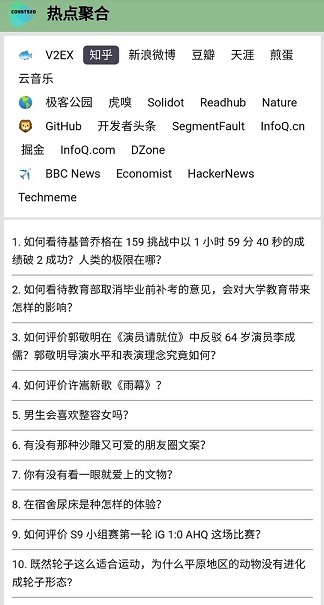 CONSTS20 热点聚合
V2EX 知乎 新浪微博 豆瓣 天涯 煎蛋
云音乐
极客公园 虎嗅 Solidot Readhub Nature
GitHub 开发者头条 SegmentFault InfoQ.cn
掘金 InfoQ.com DZone
BBC News Economist HackerNews
Techmeme
1. 如何看待基普乔格在 159 挑战中以 1 小时 59 分 40 秒的成
绩破 2 成功？人类的极限在哪？
2. 如何看待教育部取消毕业前补考的意见，会对大学教育带来
怎样的影响？
3. 如何评价郭敬明在《演员请就位》中反驳 64 岁演员李成
儒？郭敬明导演水平和表演理念究竟如何？
4. 如何评价许嵩新歌《雨幕》？
5. 男生会喜欢整容女吗？
6. 有没有那种沙雕又可爱的朋友圈文案？
7. 你有没有看一眼就爱上的文物？
8. 在宿舍尿床是种怎样的体验？
9. 如何评价 S9 小组赛第一轮 iG 1:0 AHQ 这场比赛？
10. 既然轮子这么适合运动，为什么平原地区的动物没有进化
成轮子形态？